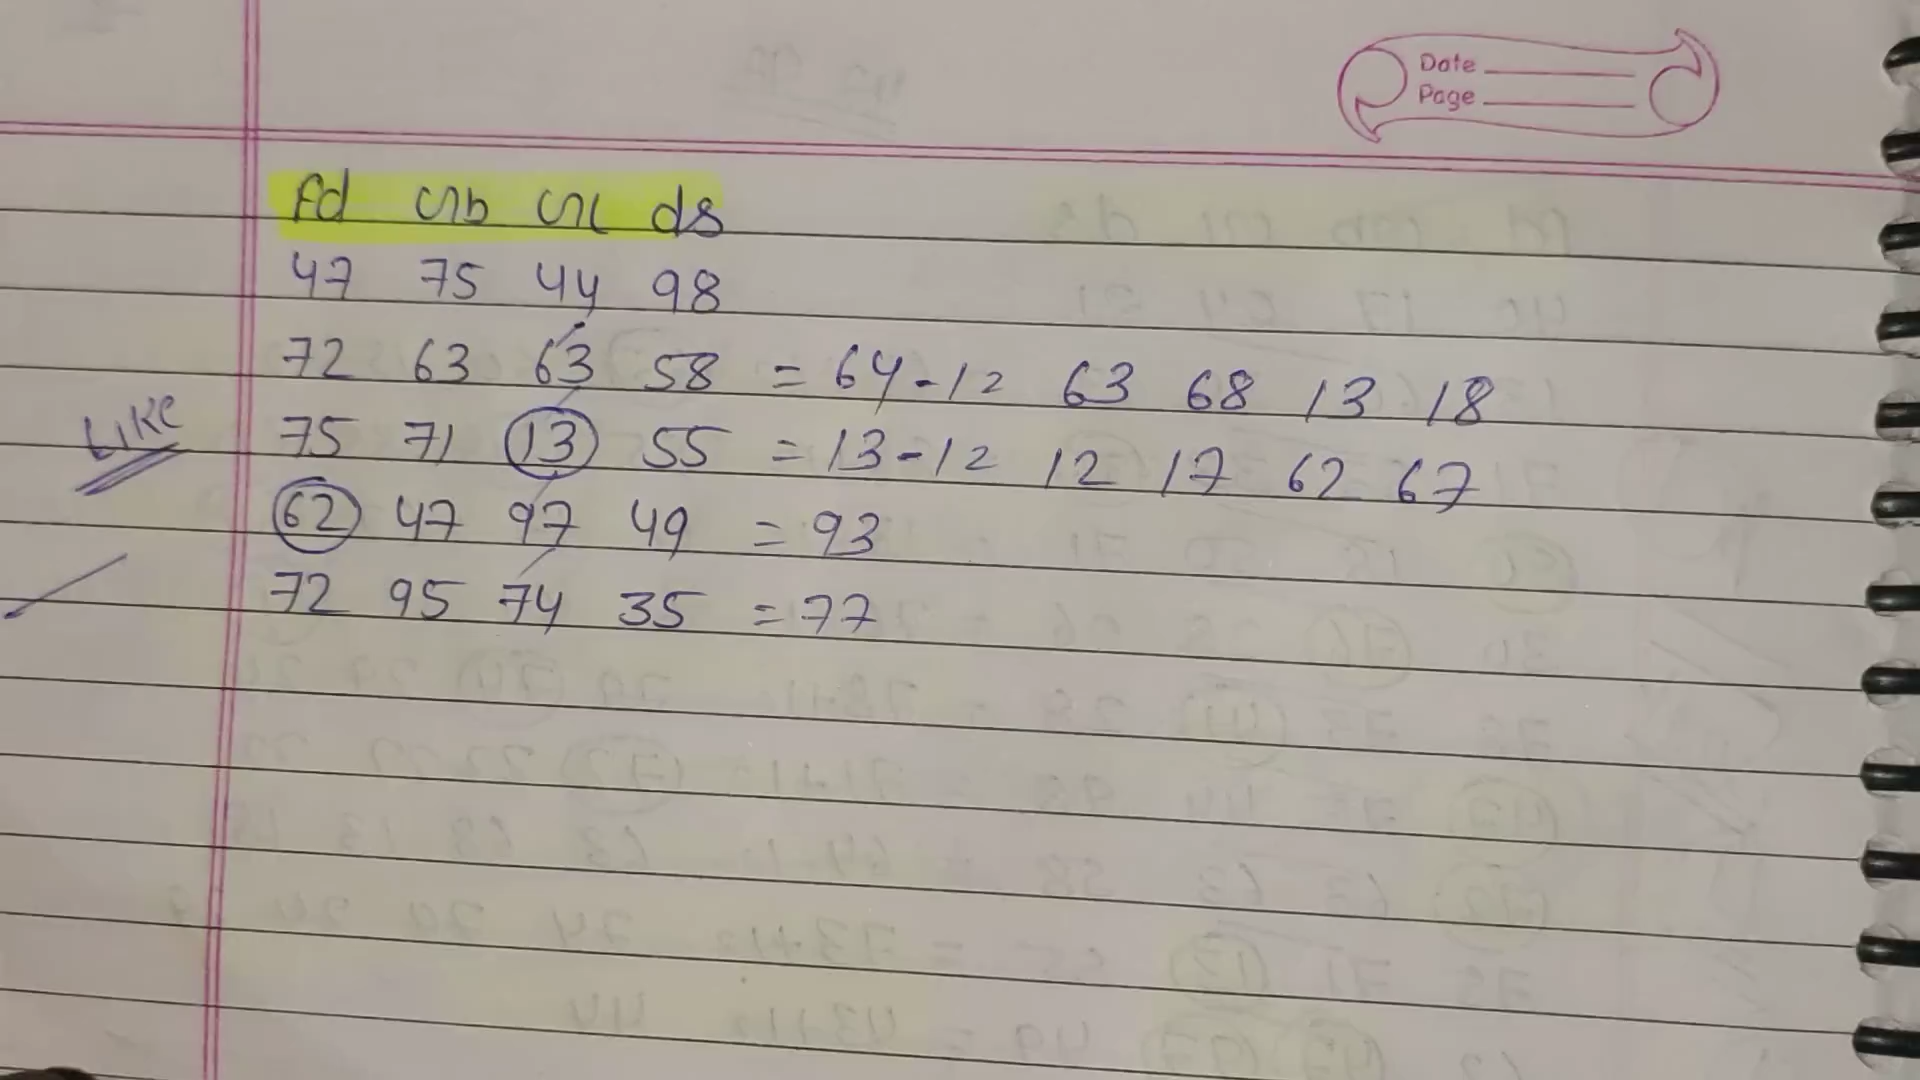 Date
Page
Fd GZb GZL dS
47 75 44 98
72 63 63 58 = 64-12 63 68 13 18
LIKE
75 71 13 55 = 13-12 12 17 62 67
62 47 97 49 = 93
72 95 74 35 = 77